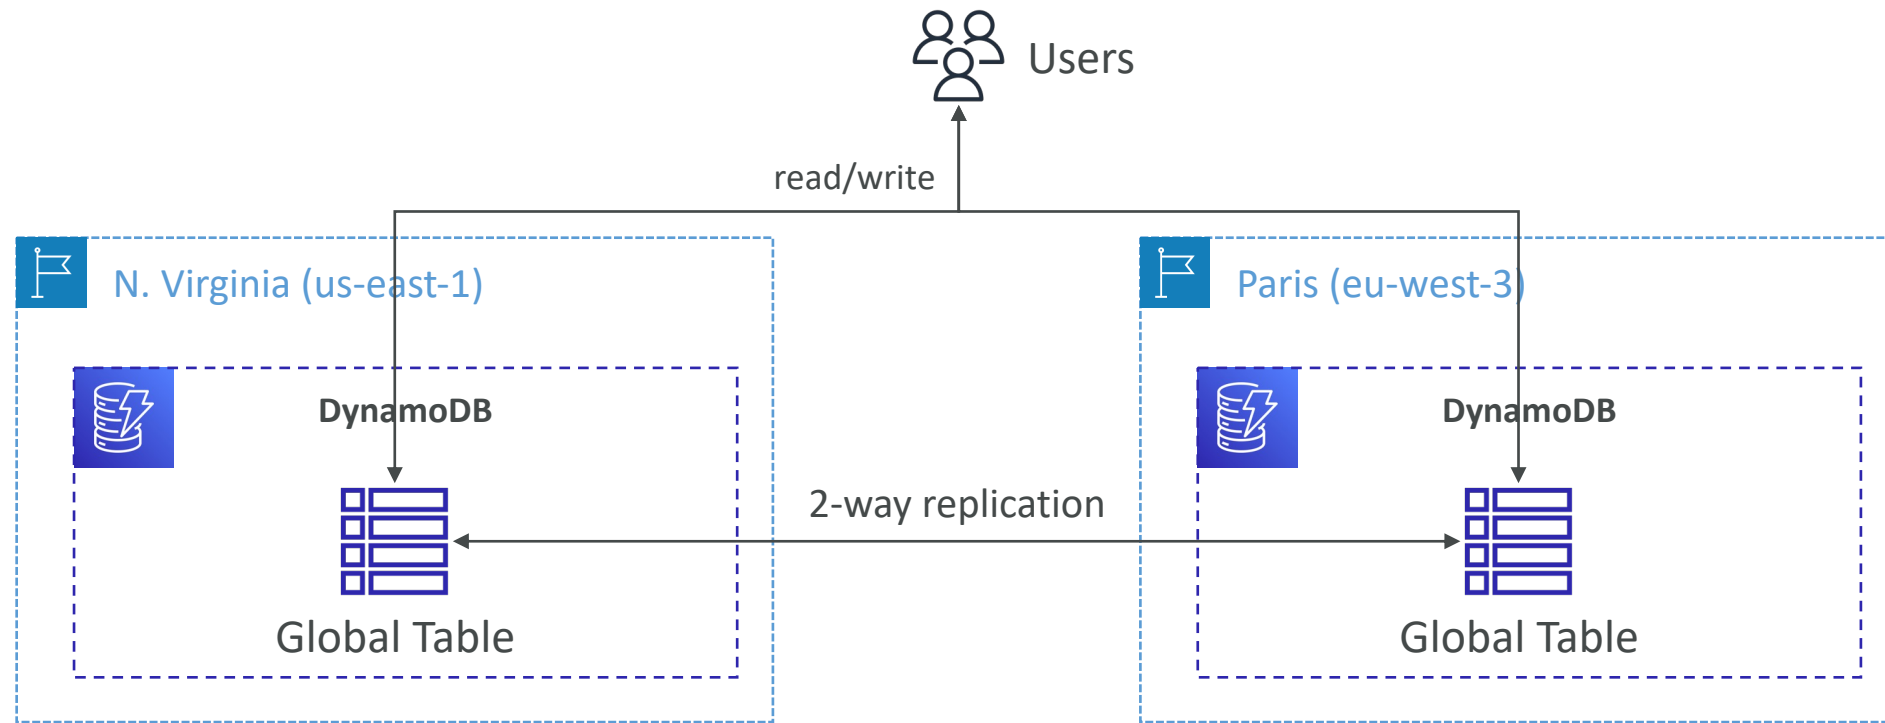 Users
read/write
N. Virginia (us-east-1)
Paris (eu-west-3)
DynamoDB
DynamoDB
2-way replication
Global Table
Global Table